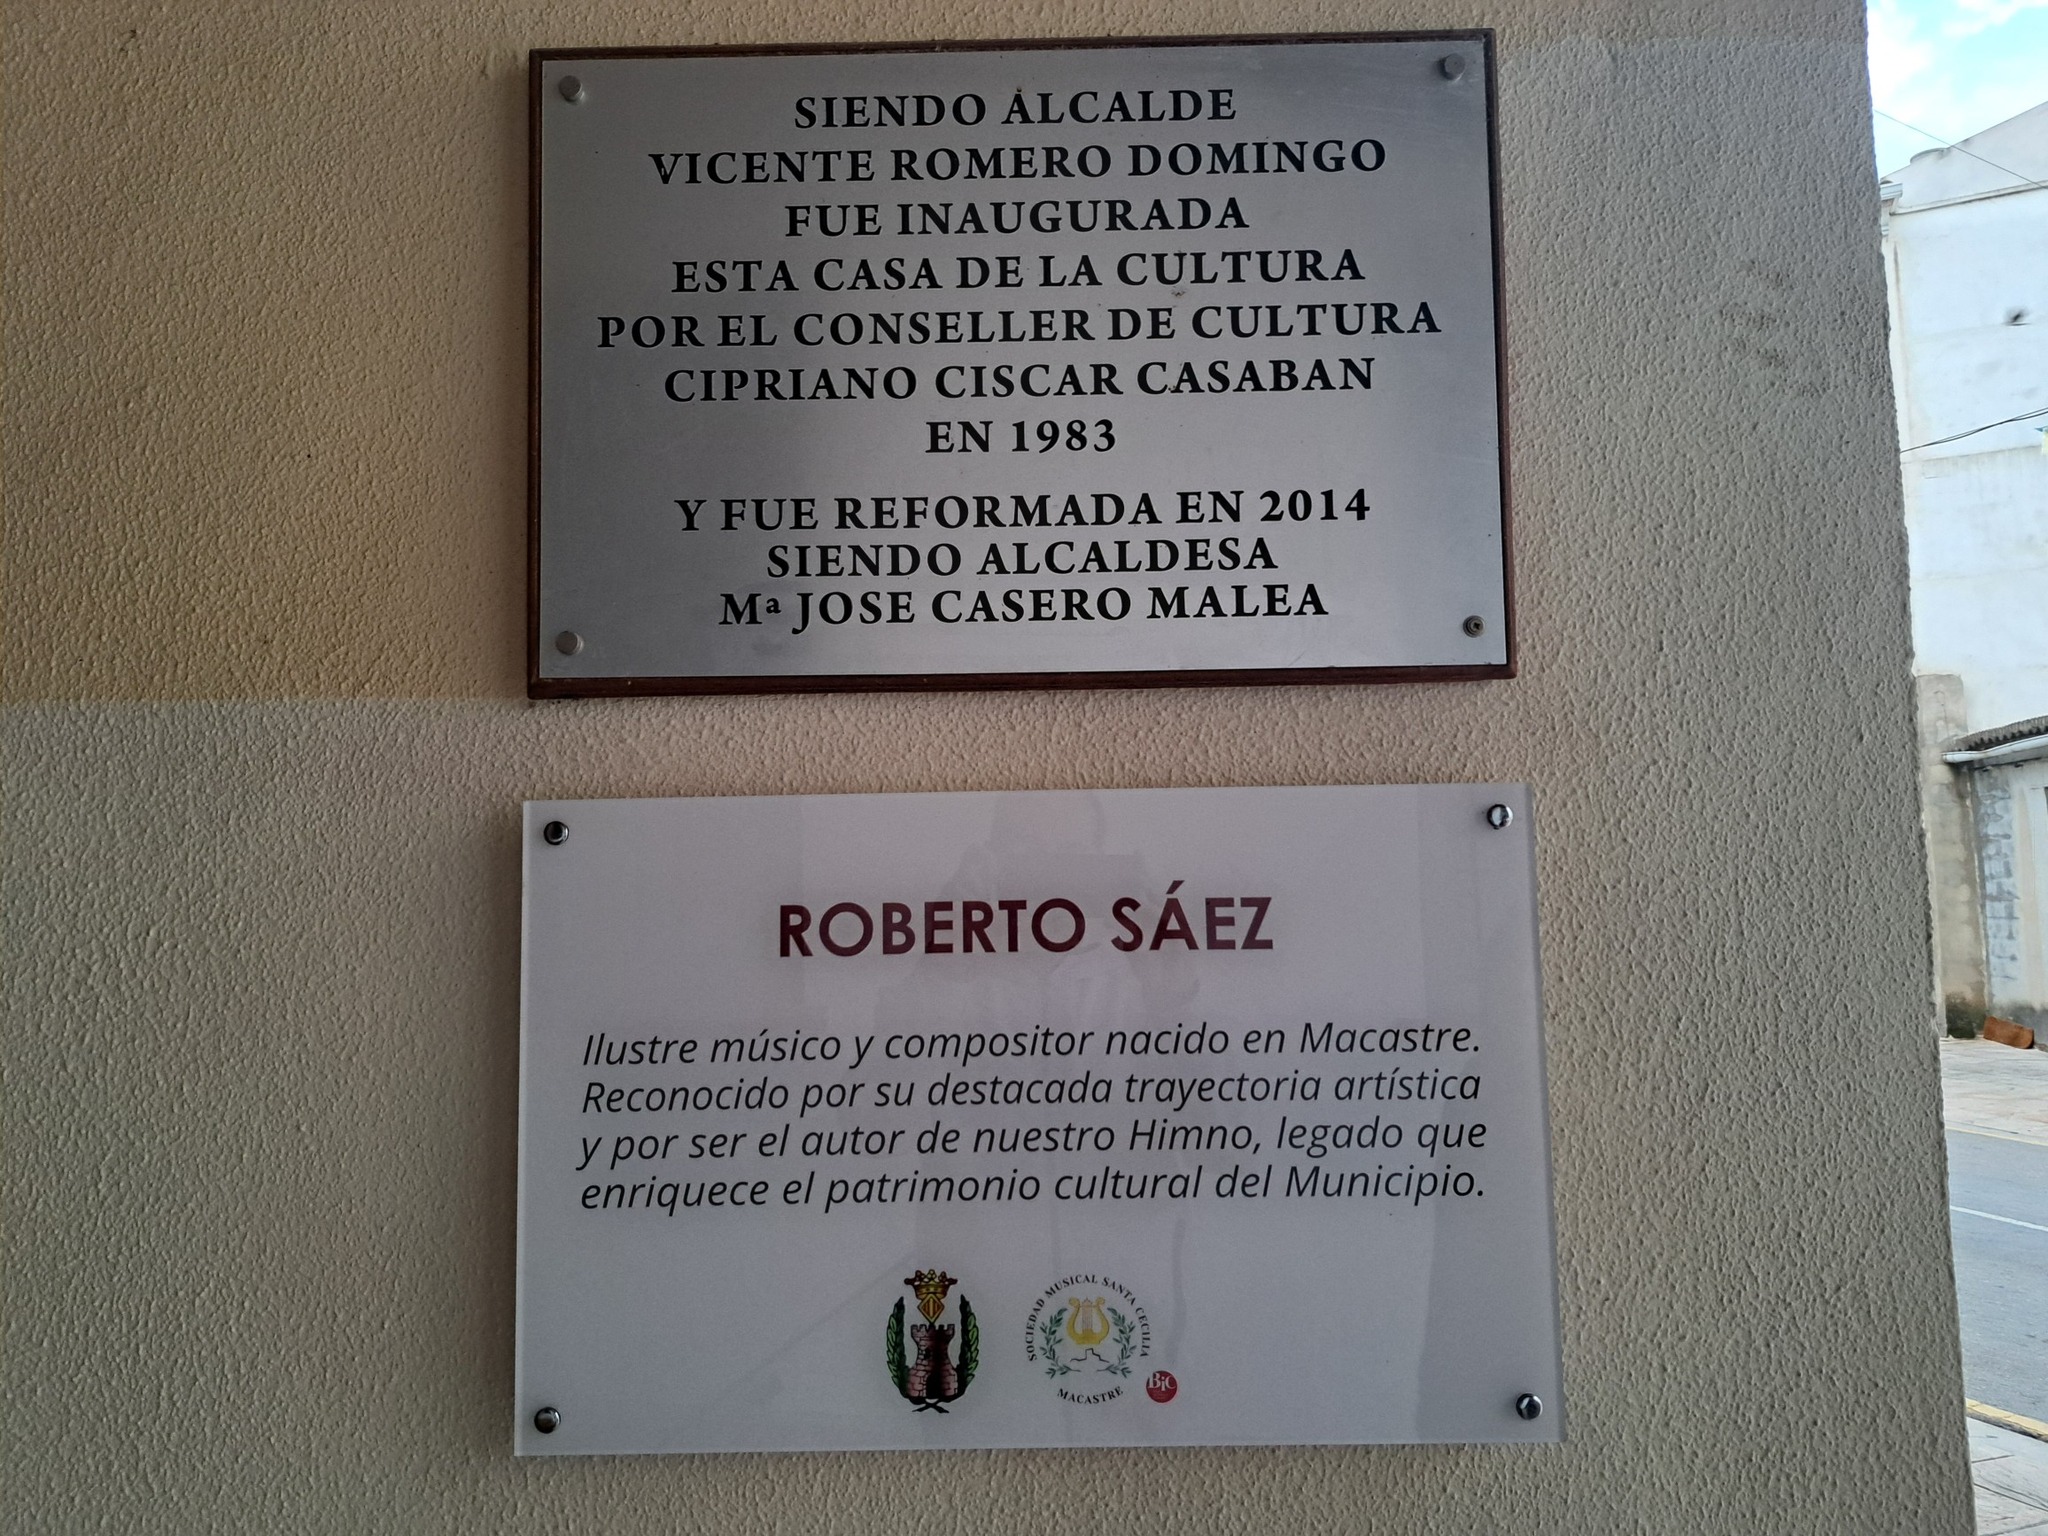 SIENDO ALCALDE
VICENTE ROMERO DOMINGO
FUE INAUGURADA
ESTA CASA DE LA CULTURA
POR EL CONSELLER DE CULTURA
CIPRIANO CISCAR CASABAN
EN 1983
Y FUE REFORMADA EN 2014
SIENDO ALCALDESA
Mª JOSE CASERO MALEA
ROBERTO SÁEZ
Ilustre músico y compositor nacido en Macastre.
Reconocido por su destacada trayectoria artística
y por ser el autor de nuestro Himno, legado que
enriquece el patrimonio cultural del Municipio.
SOCIEDAD MUSICAL SANTA CECILIA
MACASTRE
BiC